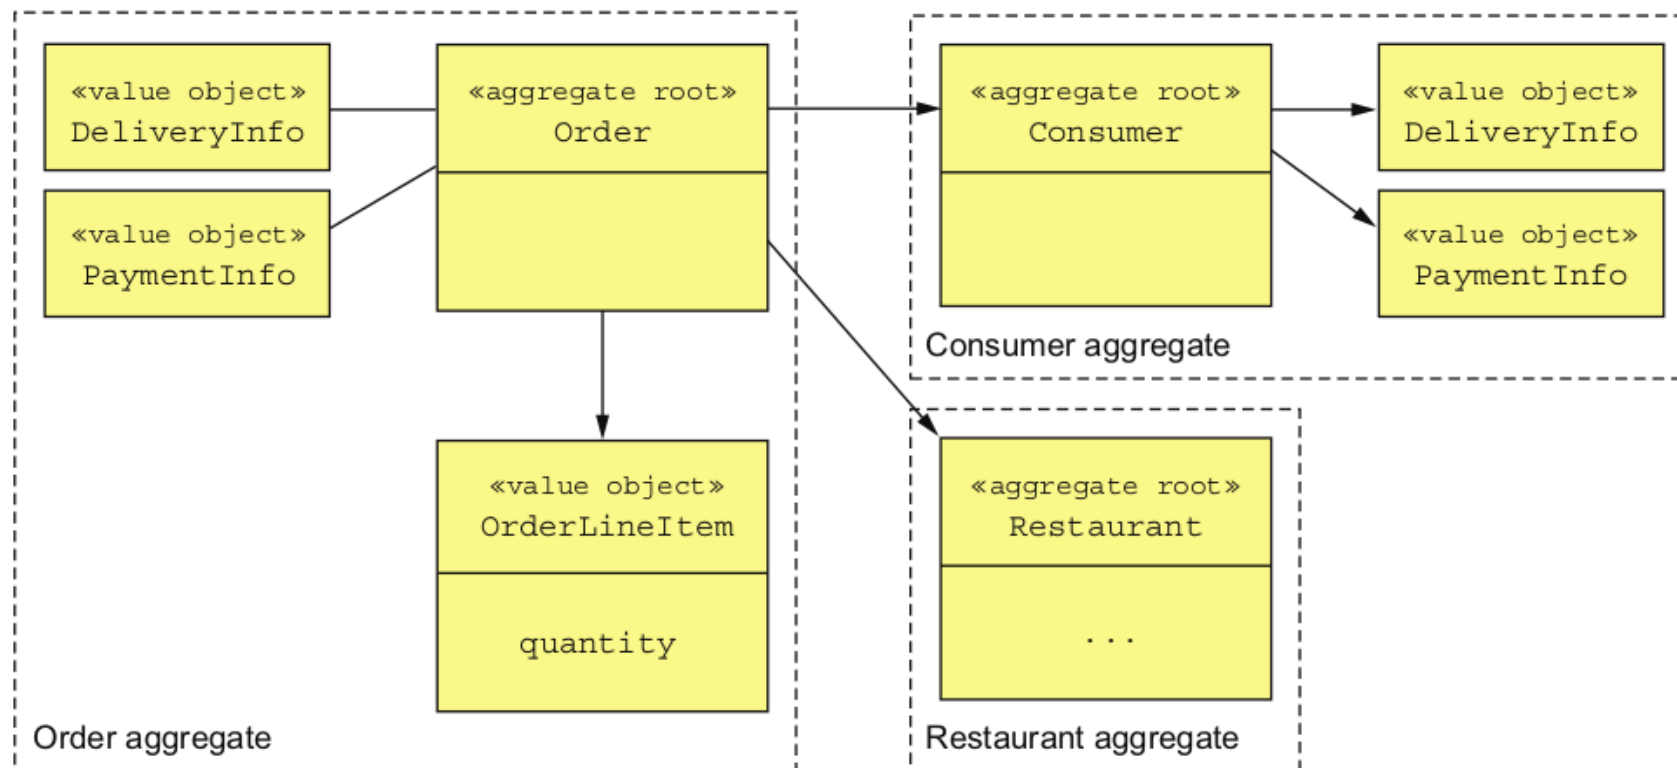 «value object»
DeliveryInfo
«value object»
PaymentInfo
«aggregate root»
Order
«value object»
OrderLineItem
quantity
Order aggregate
«aggregate root»
Consumer
«value object»
DeliveryInfo
«value object»
PaymentInfo
Consumer aggregate
«aggregate root»
Restaurant
...
Restaurant aggregate